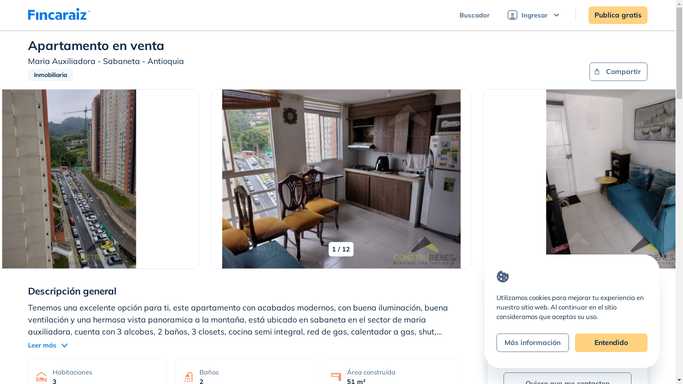 Fincaraiz
Buscador
Ingresar
Publica gratis
Apartamento en venta
Maria Auxiliadora - Sabaneta - Antioquia
Inmobiliaria
Compartir
1 / 12
Descripción general
Tenemos una excelente opción para ti, este apartamento con acabados modernos, con buena iluminación, buena
ventilación y una hermosa vista panoramica a la montaña, está ubicado en sabaneta en el sector de maria
auxiliadora, cuenta con 3 alcobas, 2 baños, 3 closets, cocina semi integral, red de gas, calentador a gas, shut,...
Leer más
Habitaciones
3
Baños
2
Área construida
51 m²
Utilizamos cookies para mejorar tu experiencia en
nuestro sitio web. Al continuar en el sitio
consideramos que aceptas su uso.
Más información
Entendido
Quiero que me contacten